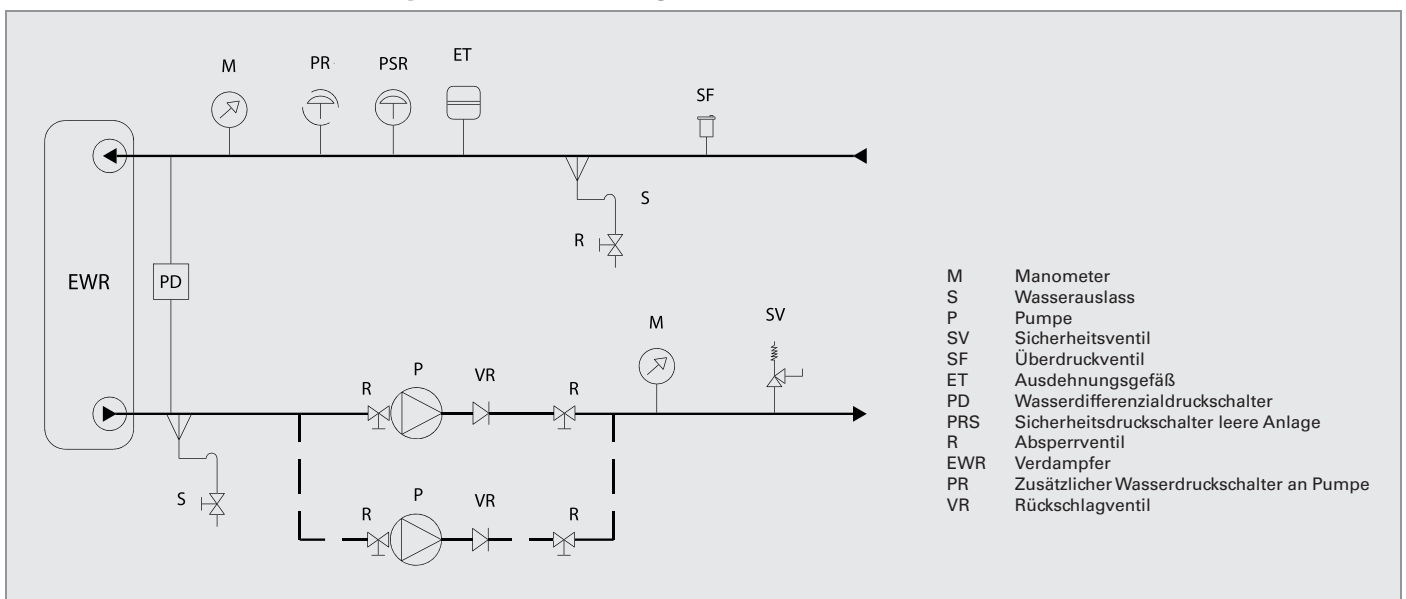 M
PR
PSR
ET
SF
S
R
EWR
PD
M
SV
R
P
VR
R
S
R
P
VR
R
M Manometer
S Wasserauslass
P Pumpe
SV Sicherheitsventil
SF Überdruckventil
ET Ausdehnungsgefäß
PD Wasserdifferenzialdruckschalter
PRS Sicherheitsdruckschalter leere Anlage
R Absperrventil
EWR Verdampfer
PR Zusätzlicher Wasserdruckschalter an Pumpe
VR Rückschlagventil